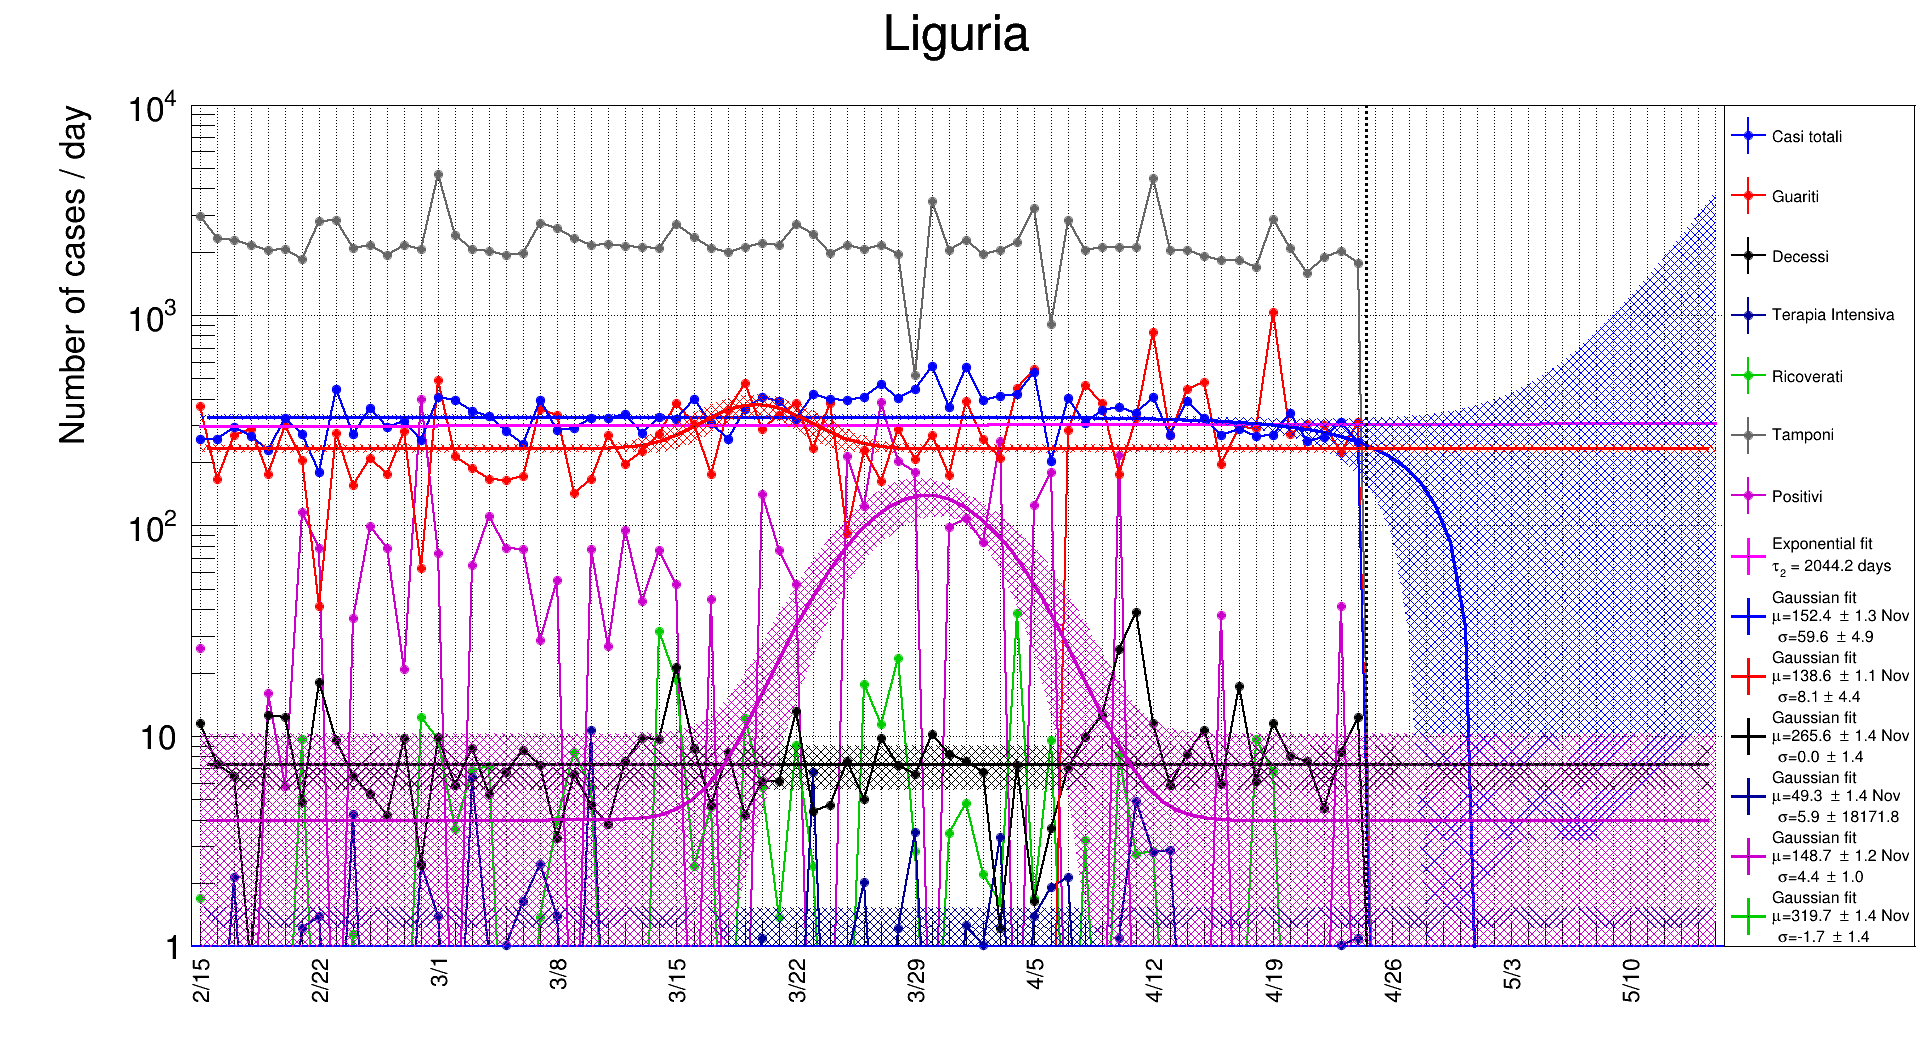 Liguria
Number of cases / day
10⁴
10³
10²
10
1
2/15
2/22
3/1
3/8
3/15
3/22
3/29
4/5
4/12
4/19
4/26
5/3
5/10
Casi totali
Guariti
Decessi
Terapia Intensiva
Ricoverati
Tamponi
Positivi
Exponential fit
τ₂ = 2044.2 days
Gaussian fit
μ=152.4 ± 1.3 Nov
σ=59.6 ± 4.9
Gaussian fit
μ=138.6 ± 1.1 Nov
σ=8.1 ± 4.4
Gaussian fit
μ=265.6 ± 1.4 Nov
σ=0.0 ± 1.4
Gaussian fit
μ=49.3 ± 1.4 Nov
σ=5.9 ± 18171.8
Gaussian fit
μ=148.7 ± 1.2 Nov
σ=4.4 ± 1.0
Gaussian fit
μ=319.7 ± 1.4 Nov
σ=-1.7 ± 1.4